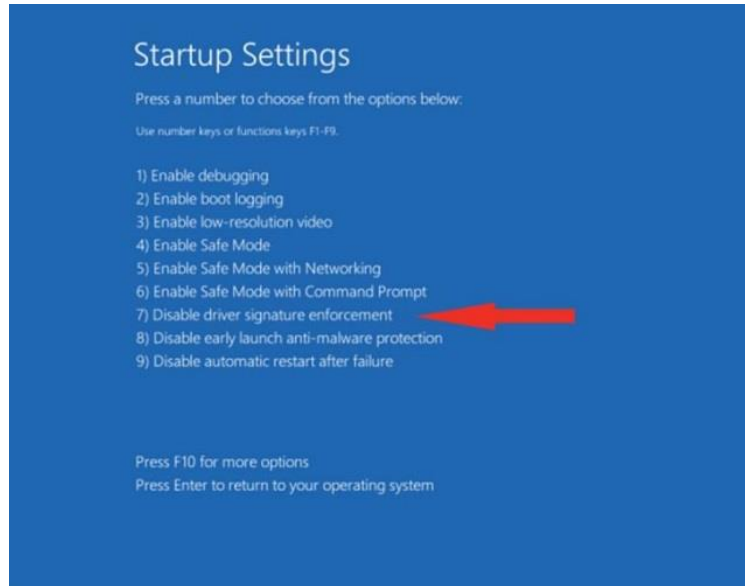 Startup Settings
Press a number to choose from the options below:
Use number keys or functions keys F1-F9.
1) Enable debugging
2) Enable boot logging
3) Enable low-resolution video
4) Enable Safe Mode
5) Enable Safe Mode with Networking
6) Enable Safe Mode with Command Prompt
7) Disable driver signature enforcement
8) Disable early launch anti-malware protection
9) Disable automatic restart after failure
Press F10 for more options
Press Enter to return to your operating system